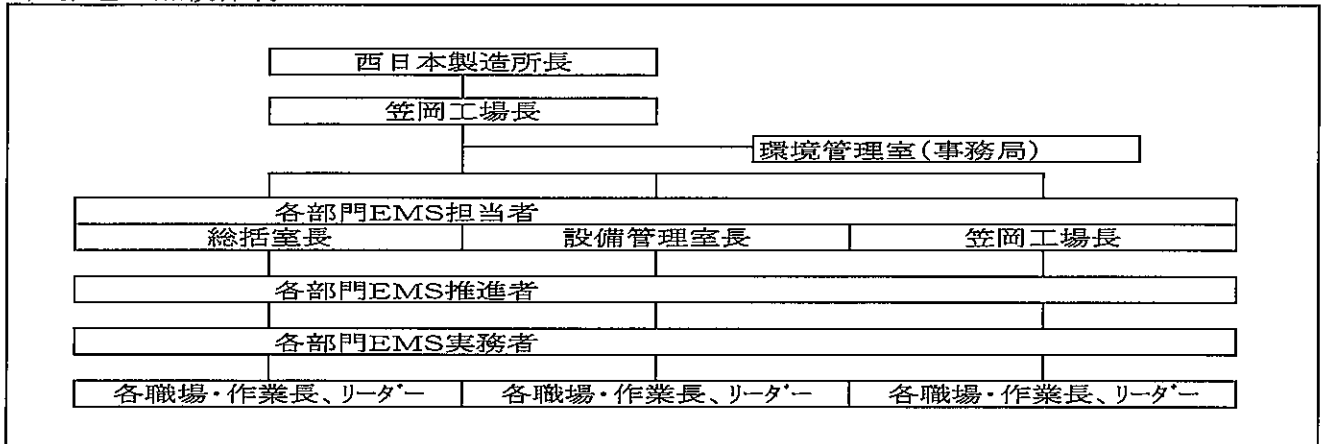 西日本製造所長
笠岡工場長
環境管理室(事務局)
各部門EMS担当者
総括室長 設備管理室長 笠岡工場長
各部門EMS推進者
各部門EMS実務者
各職場・作業長、リーダー 各職場・作業長、リーダー 各職場・作業長、リーダー